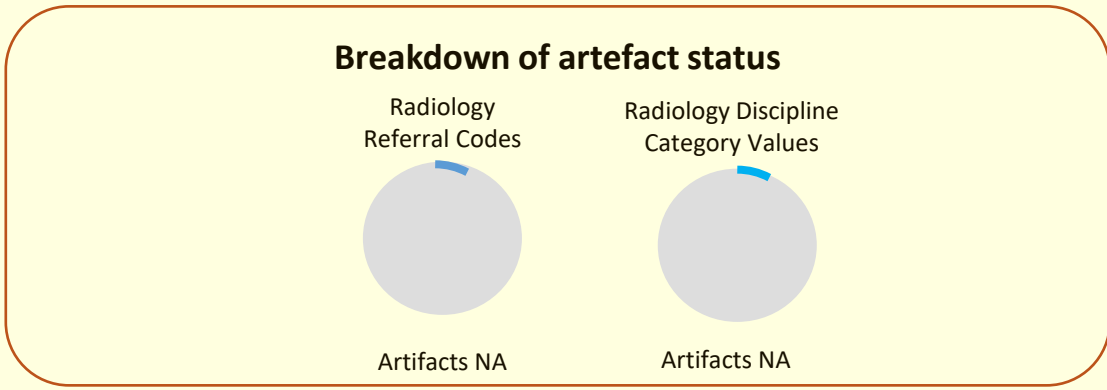 Breakdown of artefact status
Radiology
Referral Codes
Radiology Discipline
Category Values
Artifacts NA
Artifacts NA